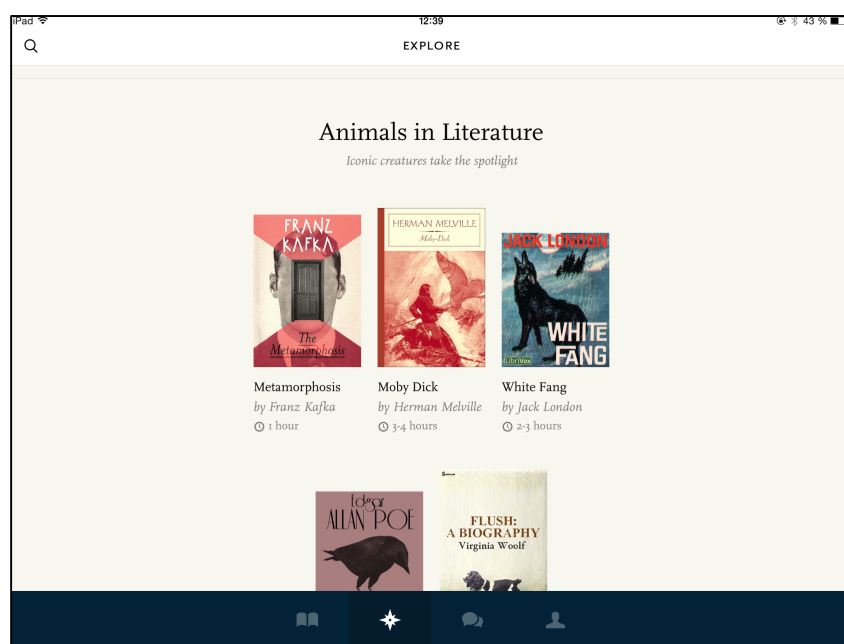 iPad 12:39 43 %
EXPLORE
Animals in Literature
Iconic creatures take the spotlight
FRANZ
KAFKA
The
Metamorphosis
HERMAN MELVILLE
Moby-Dick
JACK LONDON
WHITE
FANG
LibriVox
Metamorphosis
by Franz Kafka
1 hour
Moby Dick
by Herman Melville
3-4 hours
White Fang
by Jack London
2-3 hours
Edgar
ALLAN POE
FLUSH:
A BIOGRAPHY
Virginia Woolf